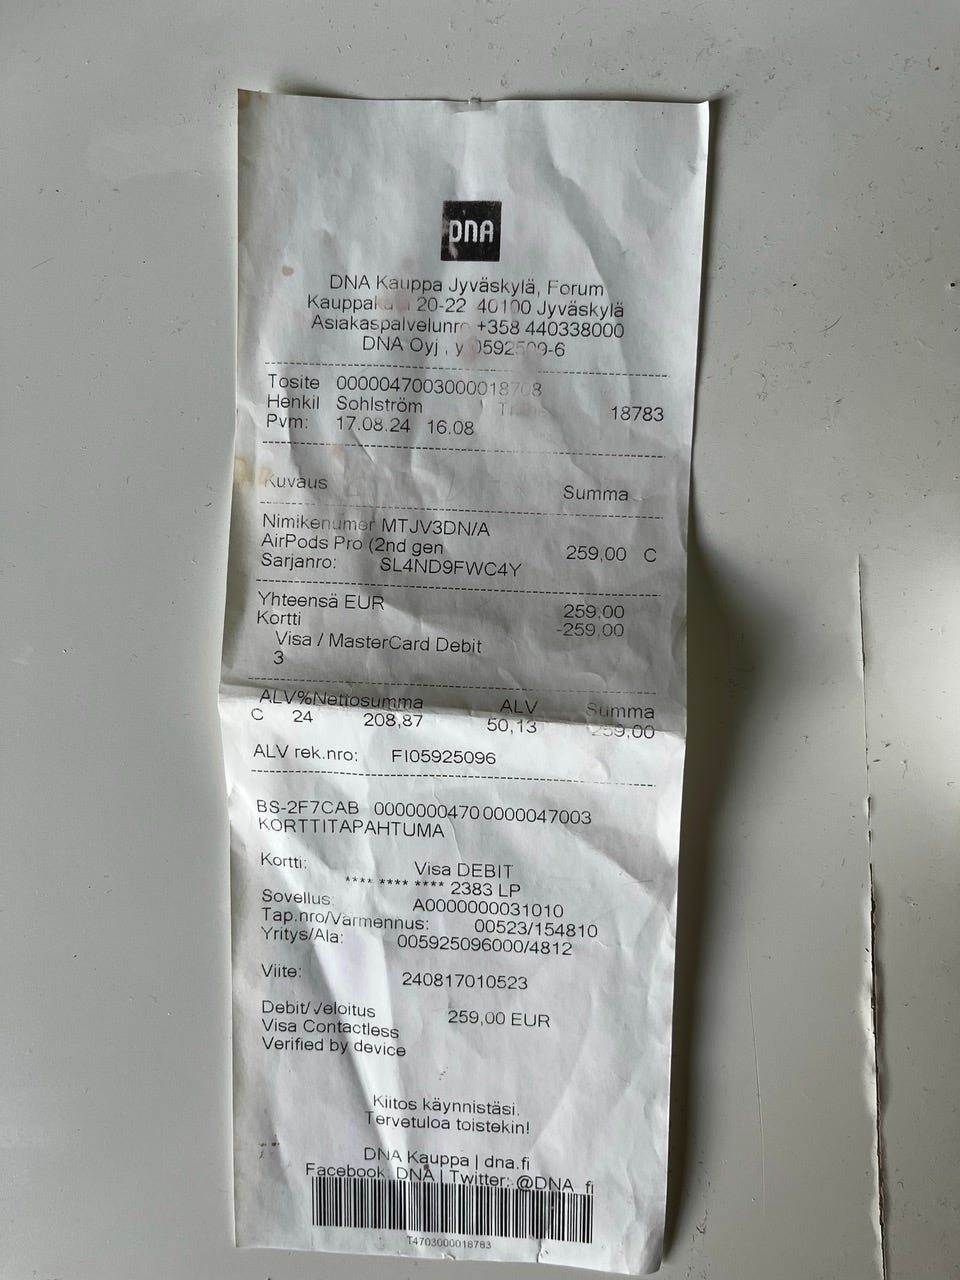 DNA
DNA Kauppa Jyväskylä, Forum
20-22 40100 Jyväskylä
Asiakaspalvelunro +358 440338000
DNA Oyj ,
Tosite 0000047003000018708
Henkil Sohlström 18783
Pvm: 17.08.24 16.08
Kuvaus Summa
Nimikenumer MTJV3DN/A
AirPods Pro (2nd gen 259,00 C
Sarjanro: SL4ND9FWC4Y
Yhteensä EUR 259,00
Kortti -259,00
Visa / MasterCard Debit
3
ALV% Nettosumma ALV Summa
C 24 208,87 50,13 259,00
ALV rek.nro: FI05925096
BS-2F7CAB 0000000470 0000047003
KORTTITAPAHTUMA
Kortti: Visa DEBIT
**** **** **** 2383 LP
Sovellus: A0000000031010
Tap.nro/Varmennus: 00523/154810
Yritys/Ala: 005925096000/4812
Viite: 240817010523
Debit/Veloitus 259,00 EUR
Visa Contactless
Verified by device
Kiitos käynnistäsi.
Tervetuloa toistekin!
DNA Kauppa | dna.fi
Facebook: DNA | Twitter: @DNA_fi
T4703000018783